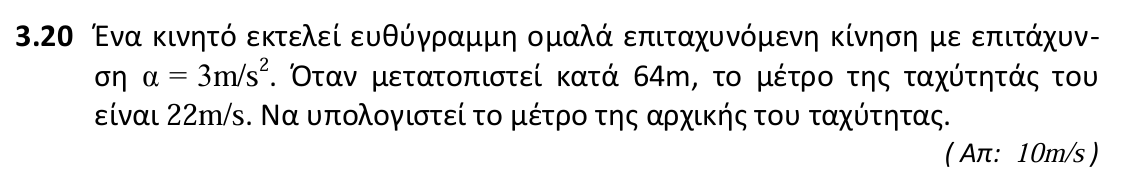 3.20 Ένα κινητό εκτελεί ευθύγραμμη ομαλά επιταχυνόμενη κίνηση με επιτάχυν-
ση α = 3m/s². Όταν μετατοπιστεί κατά 64m, το μέτρο της ταχύτητάς του
είναι 22m/s. Να υπολογιστεί το μέτρο της αρχικής του ταχύτητας.
( Απ: 10m/s )